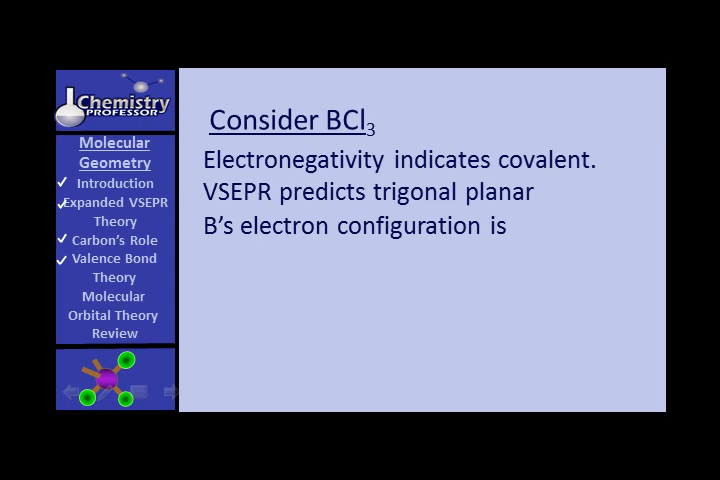 Chemistry
PROFESSOR
Molecular
Geometry
Introduction
Expanded VSEPR
Theory
Carbon’s Role
Valence Bond
Theory
Molecular
Orbital Theory
Review
Consider BCl₃
Electronegativity indicates covalent.
VSEPR predicts trigonal planar
B’s electron configuration is